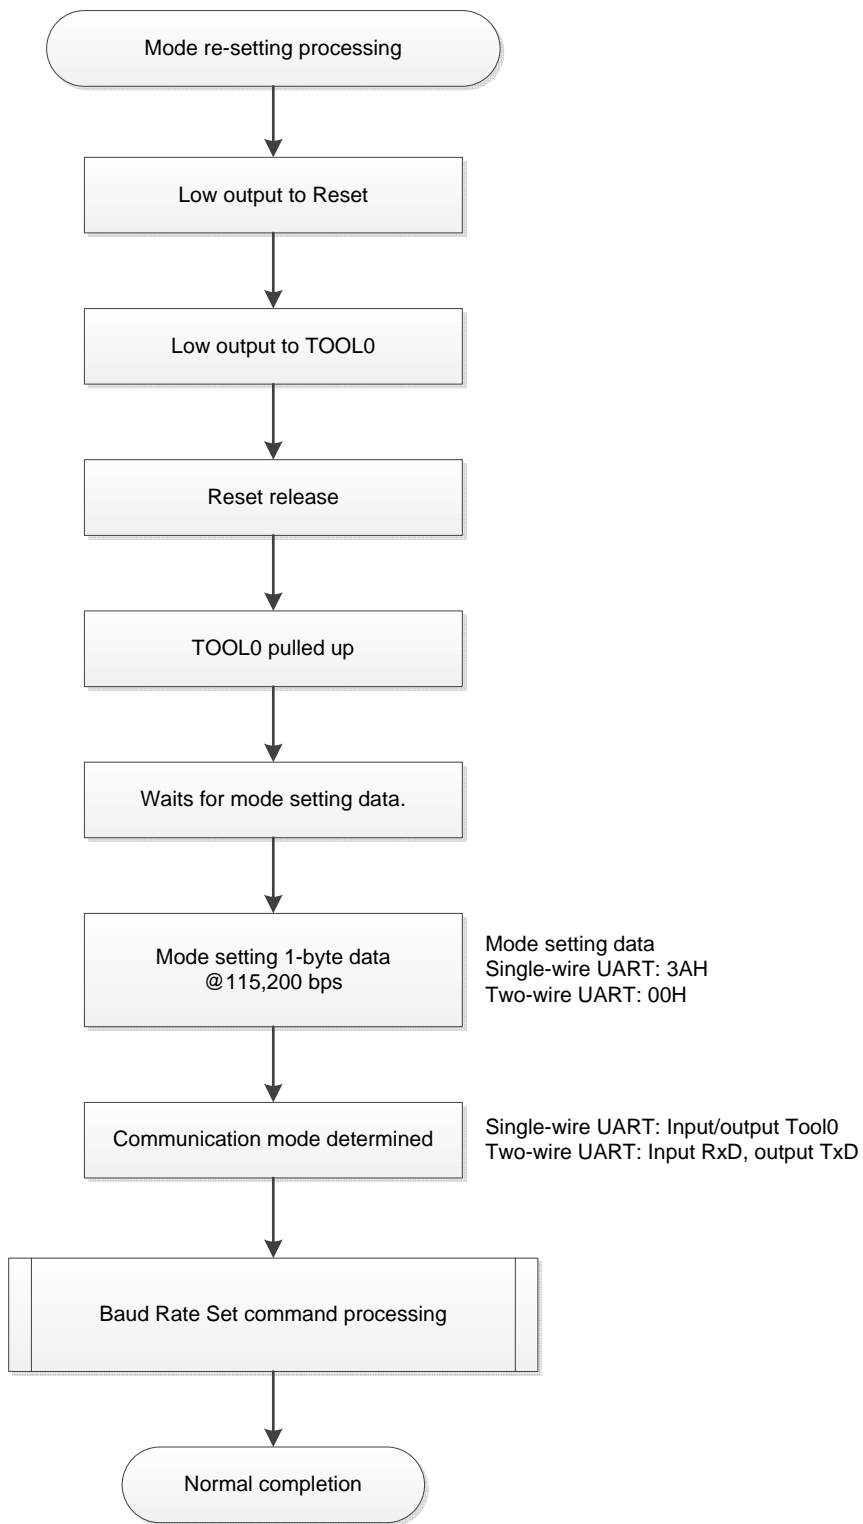 Mode re-setting processing
Low output to Reset
Low output to TOOL0
Reset release
TOOL0 pulled up
Waits for mode setting data.
Mode setting 1-byte data
@115,200 bps
Mode setting data
Single-wire UART: 3AH
Two-wire UART: 00H
Communication mode determined
Single-wire UART: Input/output Tool0
Two-wire UART: Input RxD, output TxD
Baud Rate Set command processing
Normal completion